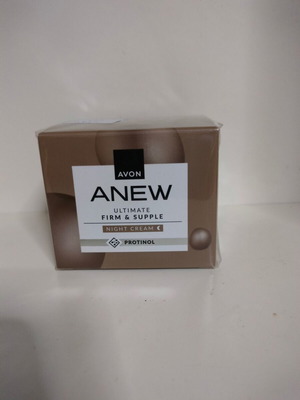 AVON
ANEW
ULTIMATE
FIRM & SUPPLE
NIGHT CREAM
PROTINOL